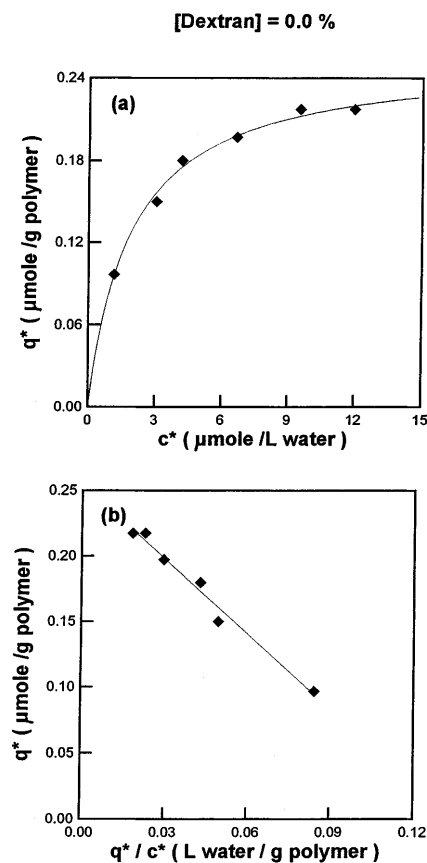 [Dextran] = 0.0 %
(a)
q* ( μmole /g polymer )
0.24
0.18
0.12
0.06
0.00
0 3 6 9 12 15
c* ( μmole /L water )
(b)
q* ( μmole /g polymer )
0.25
0.20
0.15
0.10
0.05
0.00
0.00 0.03 0.06 0.09 0.12
q* / c* ( L water / g polymer )